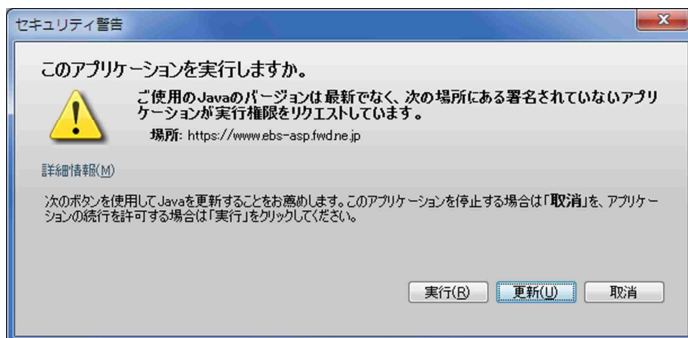 セキュリティ警告
このアプリケーションを実行しますか。
ご使用のJavaのバージョンは最新でなく、次の場所にある署名されていないアプリ
ケーションが実行権限をリクエストしています。
場所: https://www.ebs-asp.fwd.ne.jp
詳細情報(M)
次のボタンを使用してJavaを更新することをお薦めします。このアプリケーションを停止する場合は「取消」を、アプリケー
ションの続行を許可する場合は「実行」をクリックしてください。
実行(R) 更新(U) 取消